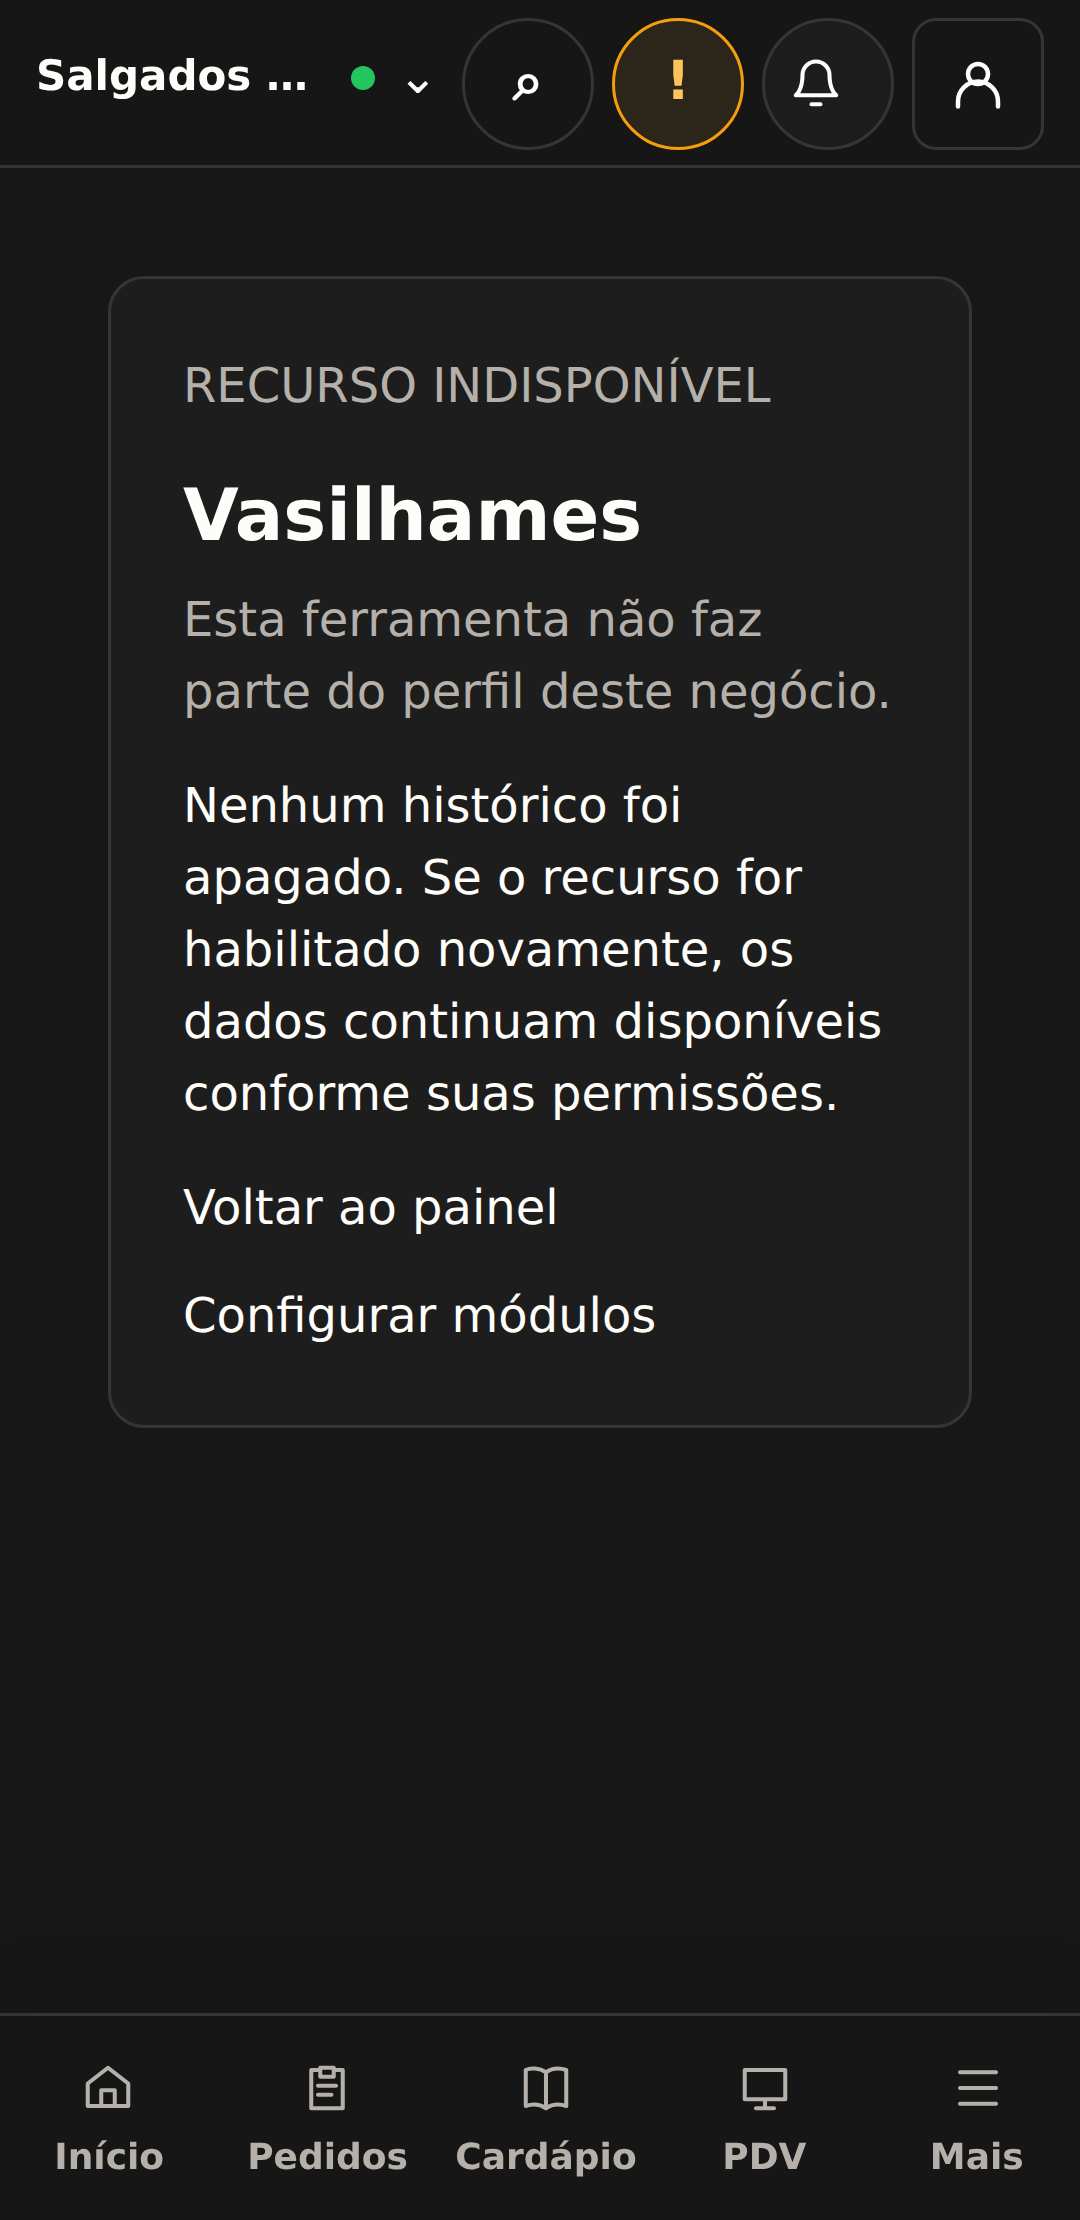 Salgados ...
!
RECURSO INDISPONÍVEL
Vasilhames
Esta ferramenta não faz
parte do perfil deste negócio.
Nenhum histórico foi
apagado. Se o recurso for
habilitado novamente, os
dados continuam disponíveis
conforme suas permissões.
Voltar ao painel
Configurar módulos
Início
Pedidos
Cardápio
PDV
Mais